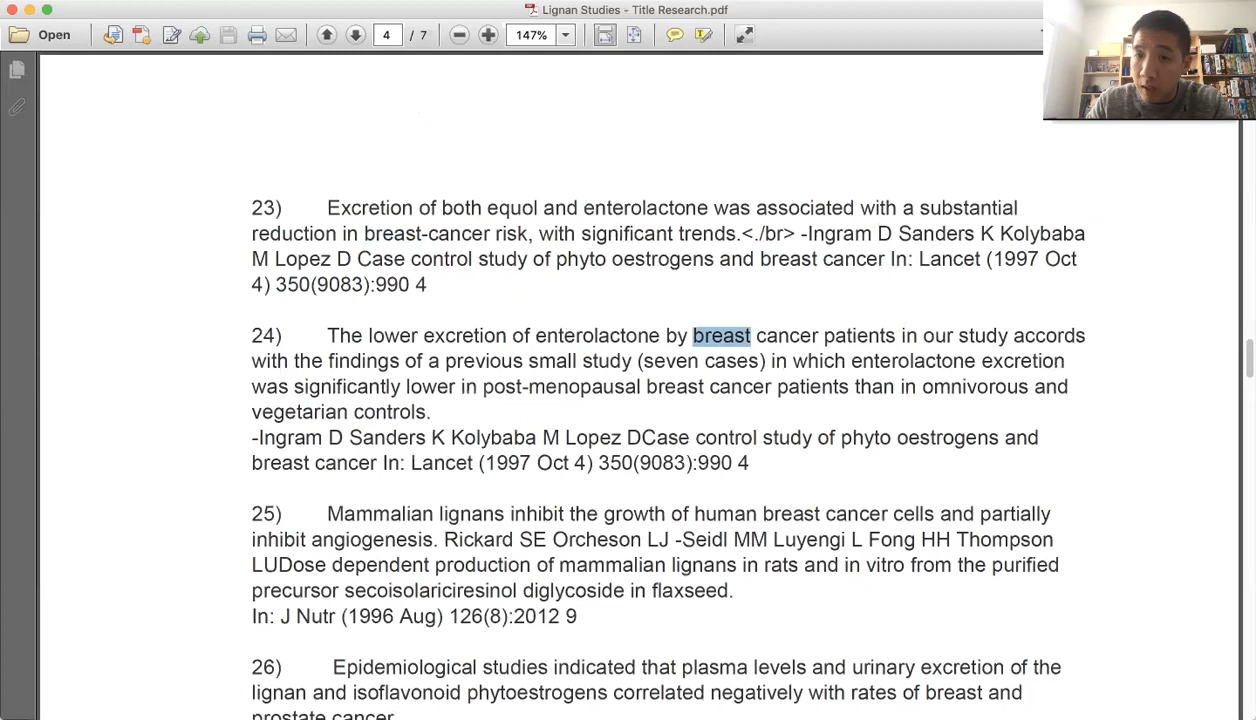 Lignan Studies - Title Research.pdf
Open
4 / 7
147%
23) Excretion of both equol and enterolactone was associated with a substantial
reduction in breast-cancer risk, with significant trends.<./br> -Ingram D Sanders K Kolybaba
M Lopez D Case control study of phyto oestrogens and breast cancer In: Lancet (1997 Oct
4) 350(9083):990 4
24) The lower excretion of enterolactone by breast cancer patients in our study accords
with the findings of a previous small study (seven cases) in which enterolactone excretion
was significantly lower in post-menopausal breast cancer patients than in omnivorous and
vegetarian controls.
-Ingram D Sanders K Kolybaba M Lopez DCase control study of phyto oestrogens and
breast cancer In: Lancet (1997 Oct 4) 350(9083):990 4
25) Mammalian lignans inhibit the growth of human breast cancer cells and partially
inhibit angiogenesis. Rickard SE Orcheson LJ -Seidl MM Luyengi L Fong HH Thompson
LUDose dependent production of mammalian lignans in rats and in vitro from the purified
precursor secoisolariciresinol diglycoside in flaxseed.
In: J Nutr (1996 Aug) 126(8):2012 9
26) Epidemiological studies indicated that plasma levels and urinary excretion of the
lignan and isoflavonoid phytoestrogens correlated negatively with rates of breast and
prostate cancer.